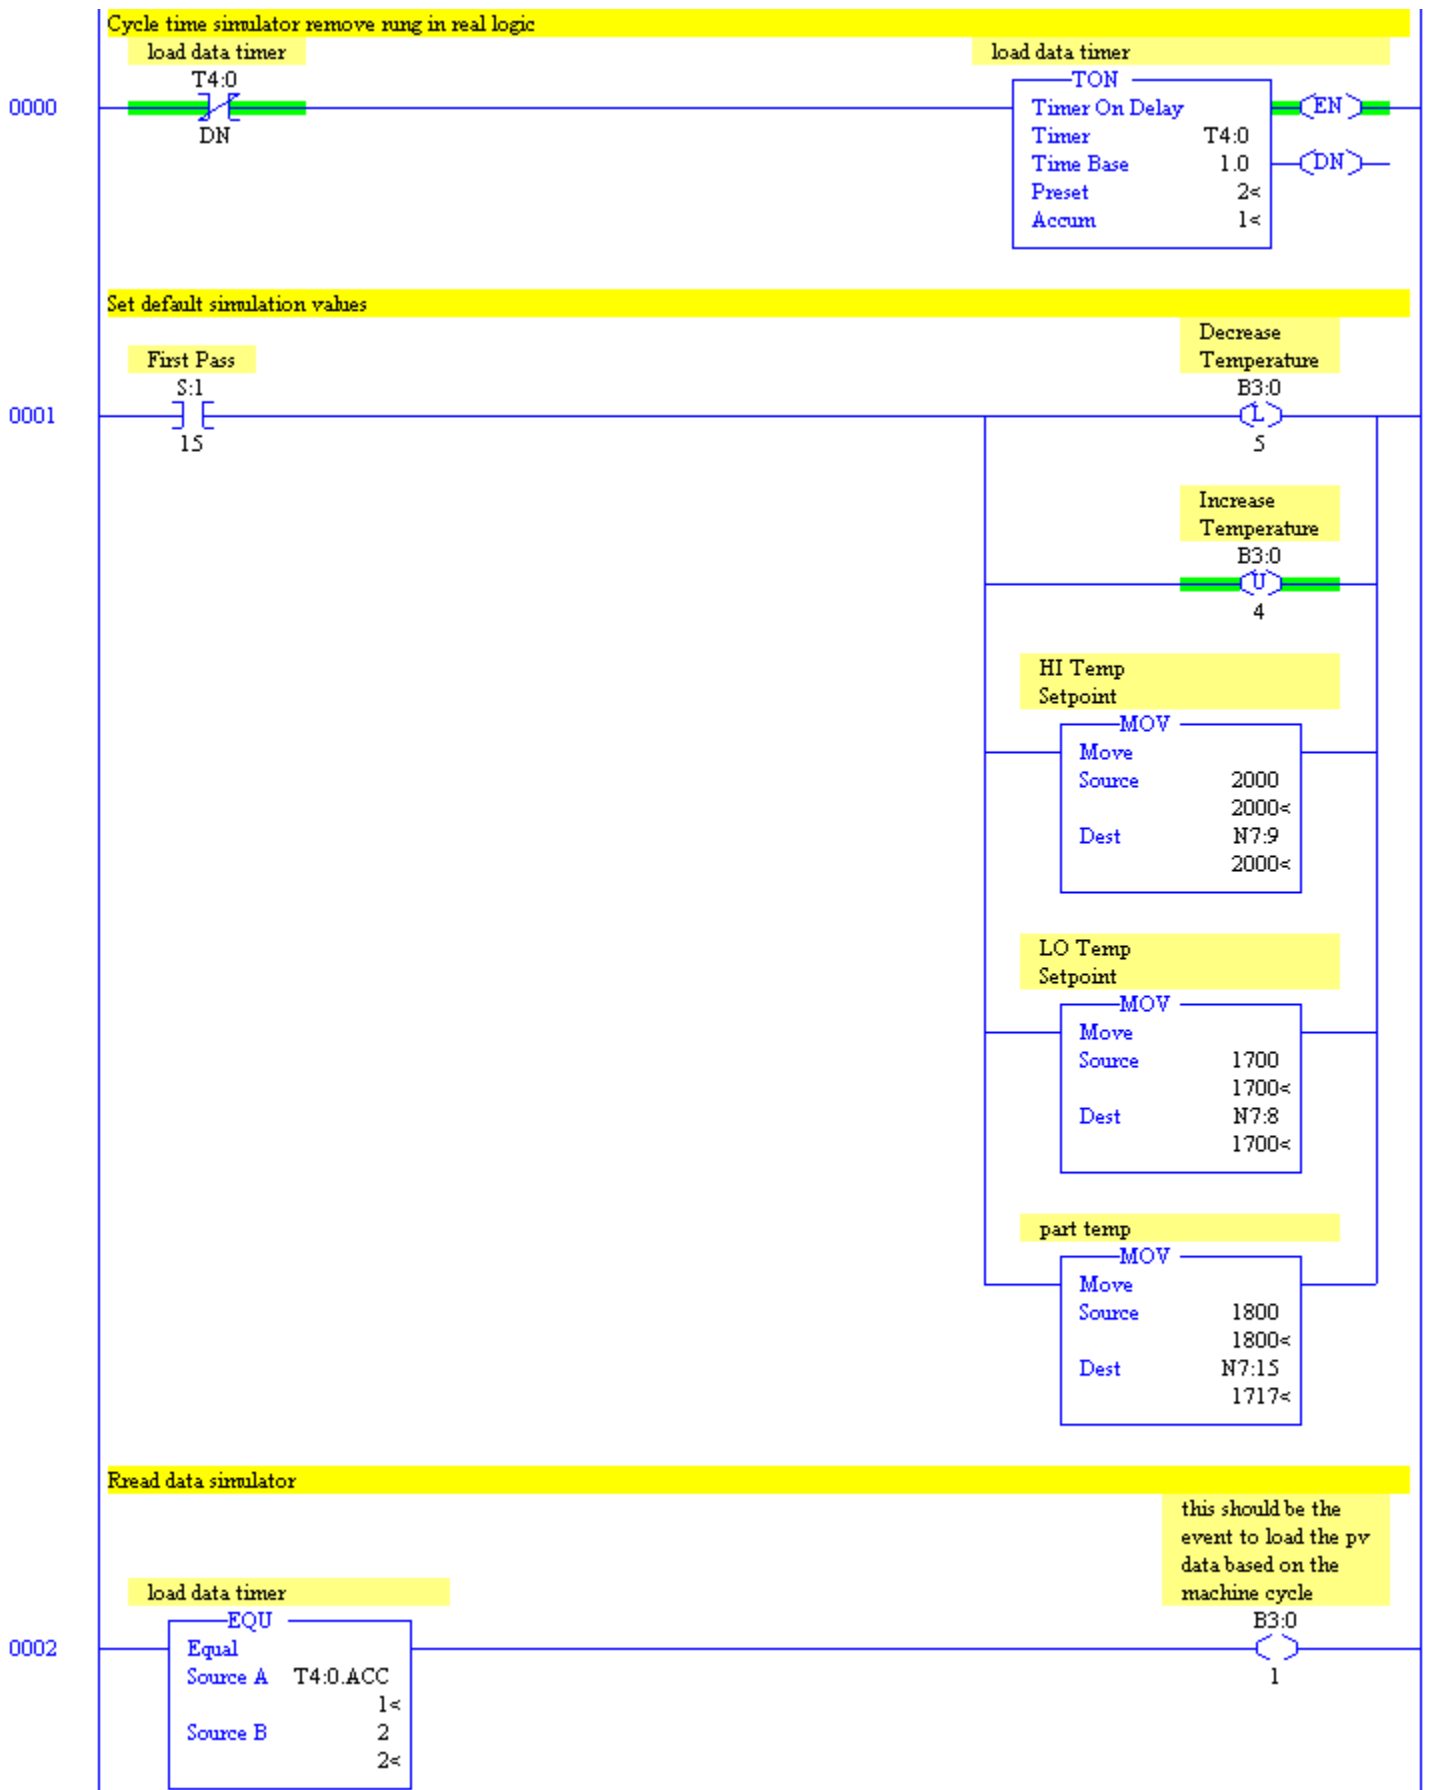 Cycle time simulator remove rung in real logic
load data timer
T4:0
0000
DN
load data timer
TON
Timer On Delay
Timer T4:0
Time Base 1.0
Preset 2<
Accum 1<
EN
DN
Set default simulation values
First Pass
S:1
0001
15
Decrease
Temperature
B3:0
L
5
Increase
Temperature
B3:0
U
4
HI Temp
Setpoint
MOV
Move
Source 2000
2000<
Dest N7:9
2000<
LO Temp
Setpoint
MOV
Move
Source 1700
1700<
Dest N7:8
1700<
part temp
MOV
Move
Source 1800
1800<
Dest N7:15
1717<
Rread data simulator
load data timer
EQU
0002
Equal
Source A T4:0.ACC
1<
Source B 2
2<
this should be the
event to load the pv
data based on the
machine cycle
B3:0
1